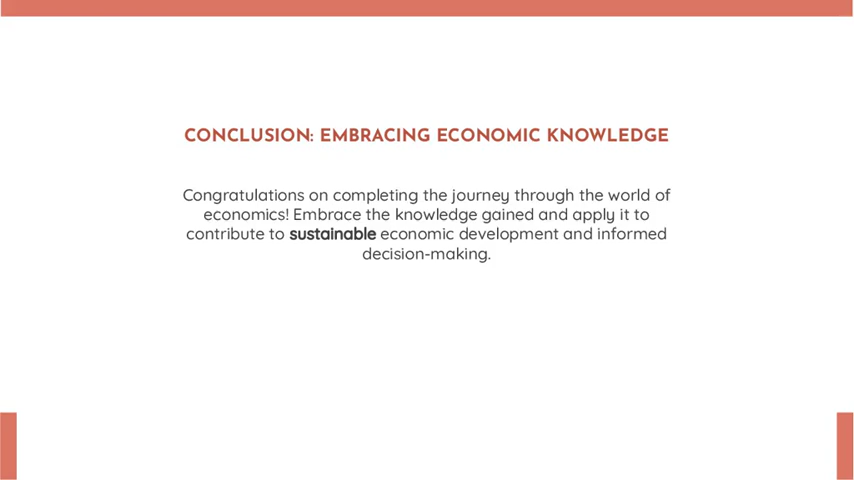 CONCLUSION: EMBRACING ECONOMIC KNOWLEDGE
Congratulations on completing the journey through the world of
economics! Embrace the knowledge gained and apply it to
contribute to sustainable economic development and informed
decision-making.